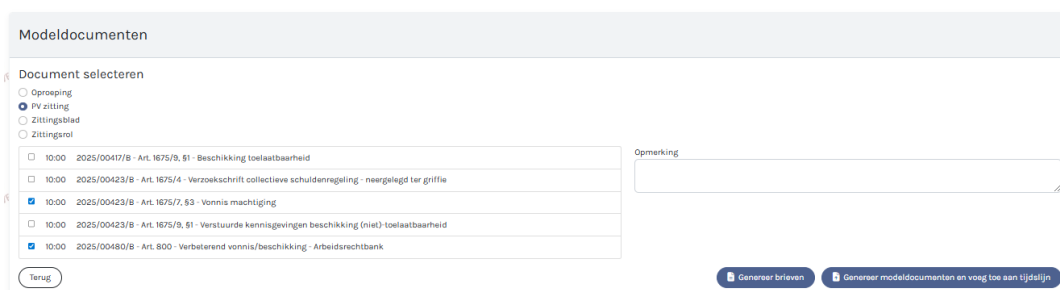 Modeldocumenten
Document selecteren
Oproeping
PV zitting
Zittingsblad
Zittingsrol
10:00 2025/00417/B - Art. 1675/9, §1 - Beschikking toelaatbaarheid
10:00 2025/00423/B - Art. 1675/4 - Verzoekschrift collectieve schuldenregeling - neergelegd ter griffie
10:00 2025/00423/B - Art. 1675/7, §3 - Vonnis machtiging
10:00 2025/00423/B - Art. 1675/9, §1 - Verstuurde kennisgevingen beschikking (niet)-toelaatbaarheid
10:00 2025/00480/B - Art. 800 - Verbeterend vonnis/beschikking - Arbeidsrechtbank
Opmerking
Terug
Genereer brieven
Genereer modeldocumenten en voeg toe aan tijdslijn